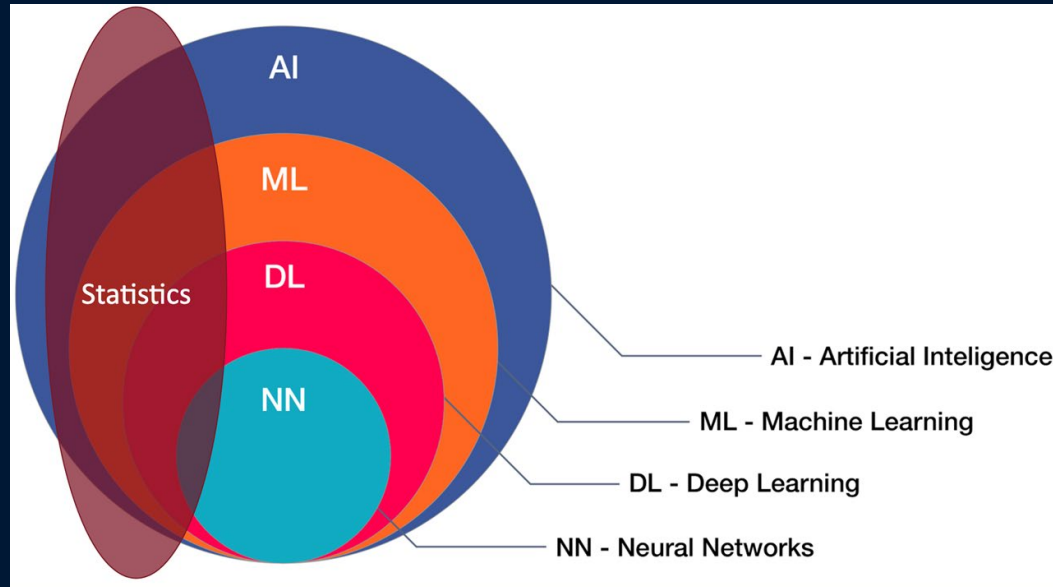 AI
ML
DL
Statistics
NN
AI - Artificial Inteligence
ML - Machine Learning
DL - Deep Learning
NN - Neural Networks